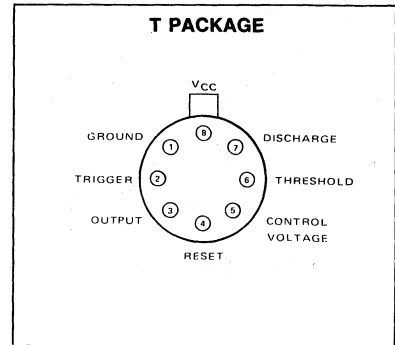 T PACKAGE
VCC
GROUND
8
DISCHARGE
1
7
TRIGGER
2
6
THRESHOLD
OUTPUT
3
5
CONTROL
VOLTAGE
4
RESET